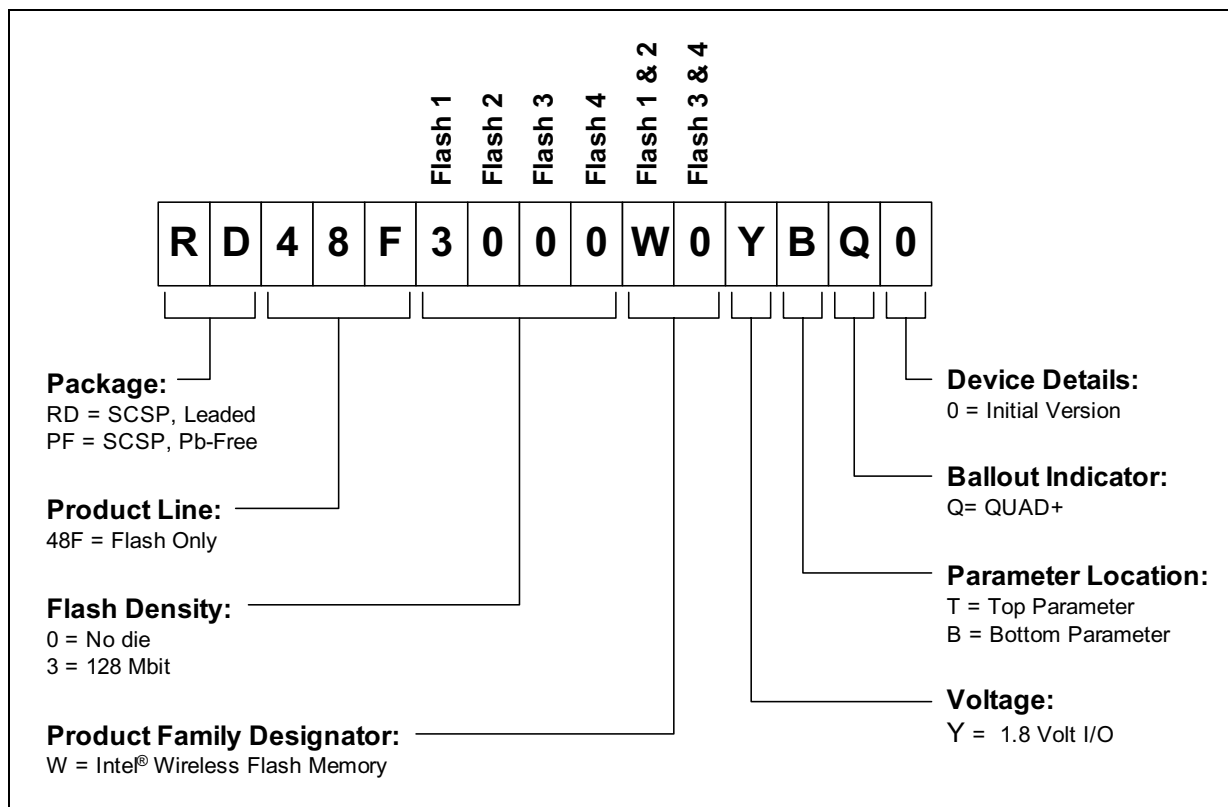 Flash 1
Flash 2
Flash 3
Flash 4
Flash 1 & 2
Flash 3 & 4
R D 4 8 F 3 0 0 0 W 0 Y B Q 0
Package:
RD = SCSP, Leaded
PF = SCSP, Pb-Free
Product Line:
48F = Flash Only
Flash Density:
0 = No die
3 = 128 Mbit
Product Family Designator:
W = Intel® Wireless Flash Memory
Device Details:
0 = Initial Version
Ballout Indicator:
Q= QUAD+
Parameter Location:
T = Top Parameter
B = Bottom Parameter
Voltage:
Y = 1.8 Volt I/O